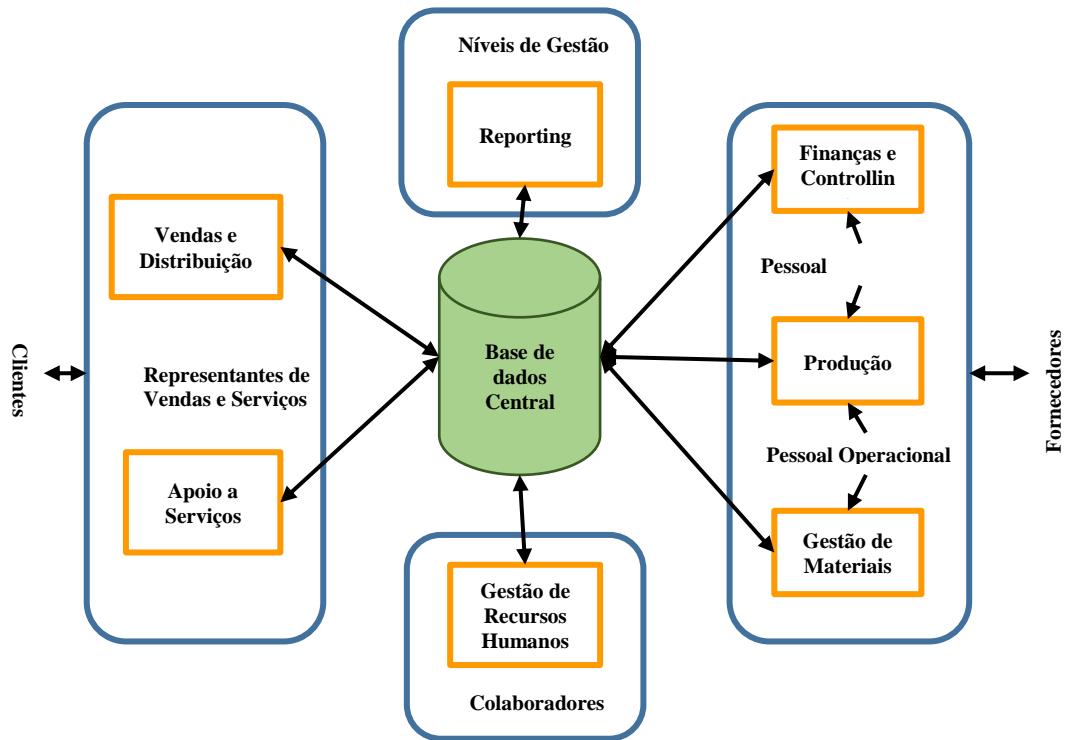 Níveis de Gestão
Reporting
Vendas e
Distribuição
Representantes de
Vendas e Serviços
Apoio a
Serviços
Clientes
Base de
dados
Central
Gestão de
Recursos
Humanos
Colaboradores
Finanças e
Controllin
Pessoal
Produção
Pessoal Operacional
Gestão de
Materiais
Fornecedores